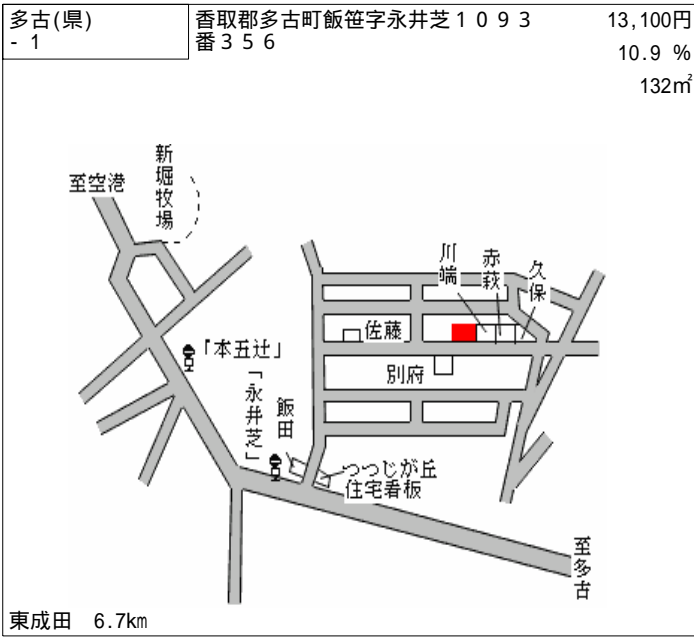 多古(県)
- 1
香取郡多古町飯笹字永井芝１０９３
番３５６
13,100円
10.9 %
132㎡
至空港
新堀牧場
川端
赤萩
久保
佐藤
「本五辻」
別府
「永井芝」
飯田
つつじが丘
住宅看板
至多古
東成田 6.7km